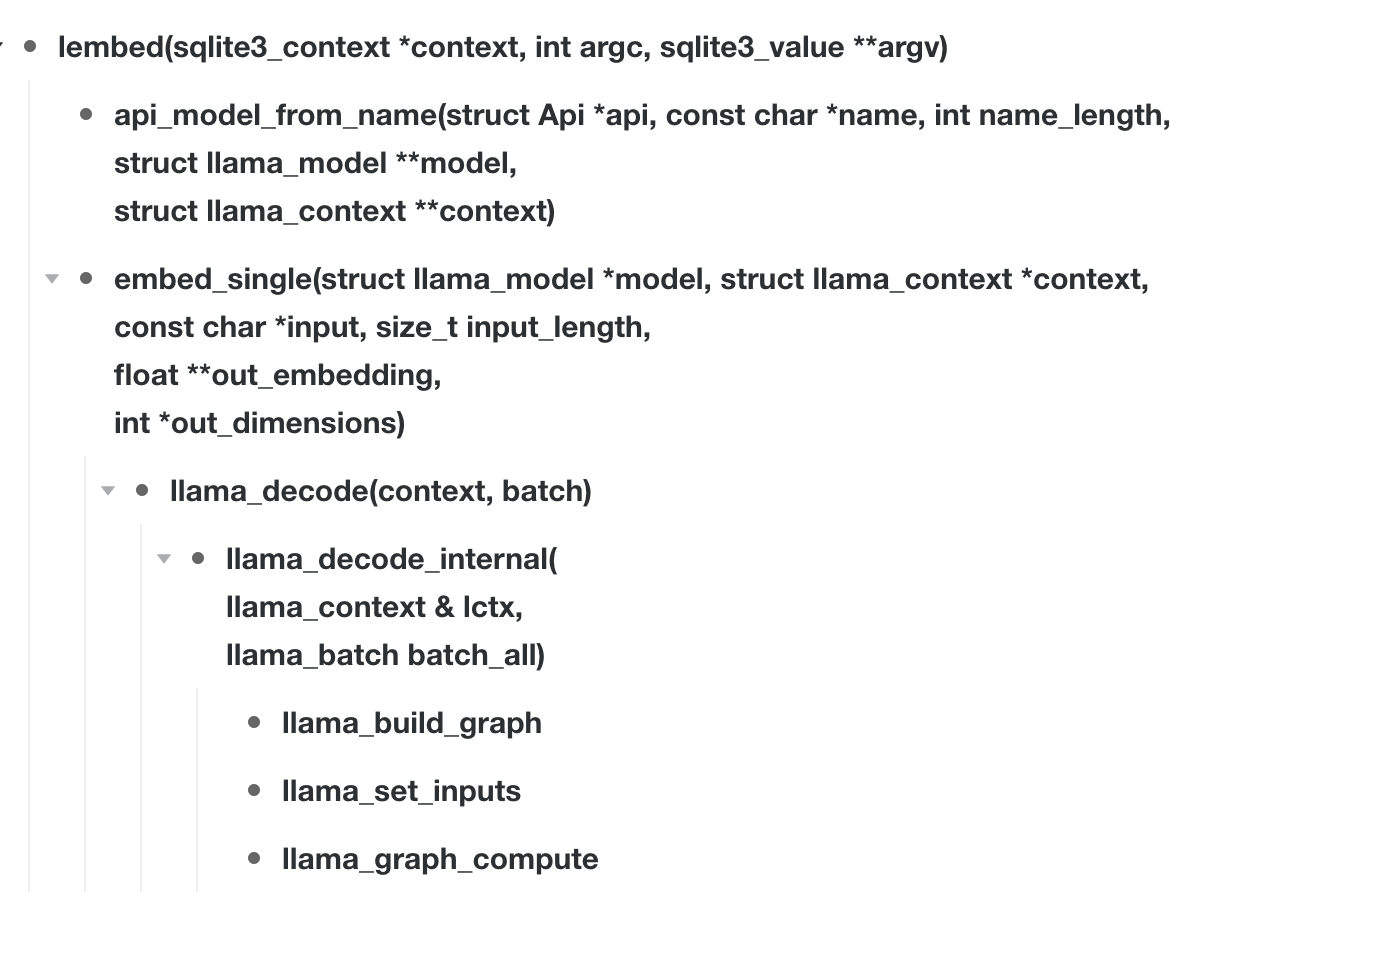 lembed(sqlite3_context *context, int argc, sqlite3_value **argv)
api_model_from_name(struct Api *api, const char *name, int name_length,
struct llama_model **model,
struct llama_context **context)
embed_single(struct llama_model *model, struct llama_context *context,
const char *input, size_t input_length,
float **out_embedding,
int *out_dimensions)
llama_decode(context, batch)
llama_decode_internal(
llama_context & lctx,
llama_batch batch_all)
llama_build_graph
llama_set_inputs
llama_graph_compute